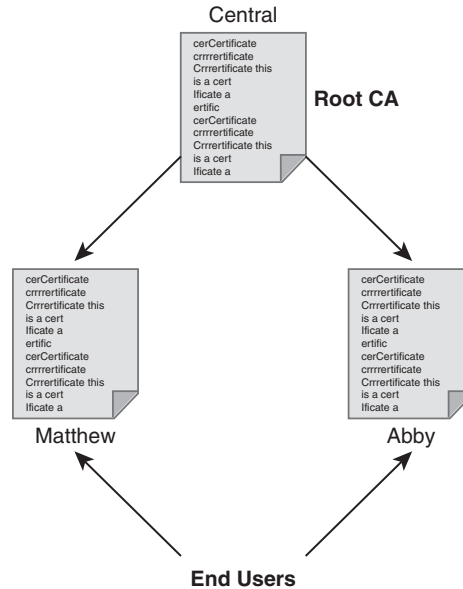 Central
cerCertificate
crrrrertificate
Crrrertificate this
is a cert
Ificate a
ertific
cerCertificate
crrrrertificate
Crrrertificate this
is a cert
Ificate a
Root CA
cerCertificate
crrrrertificate
Crrrertificate this
is a cert
Ificate a
ertific
cerCertificate
crrrrertificate
Crrrertificate this
is a cert
Ificate a
Matthew
cerCertificate
crrrrertificate
Crrrertificate this
is a cert
Ificate a
ertific
cerCertificate
crrrrertificate
Crrrertificate this
is a cert
Ificate a
Abby
End Users